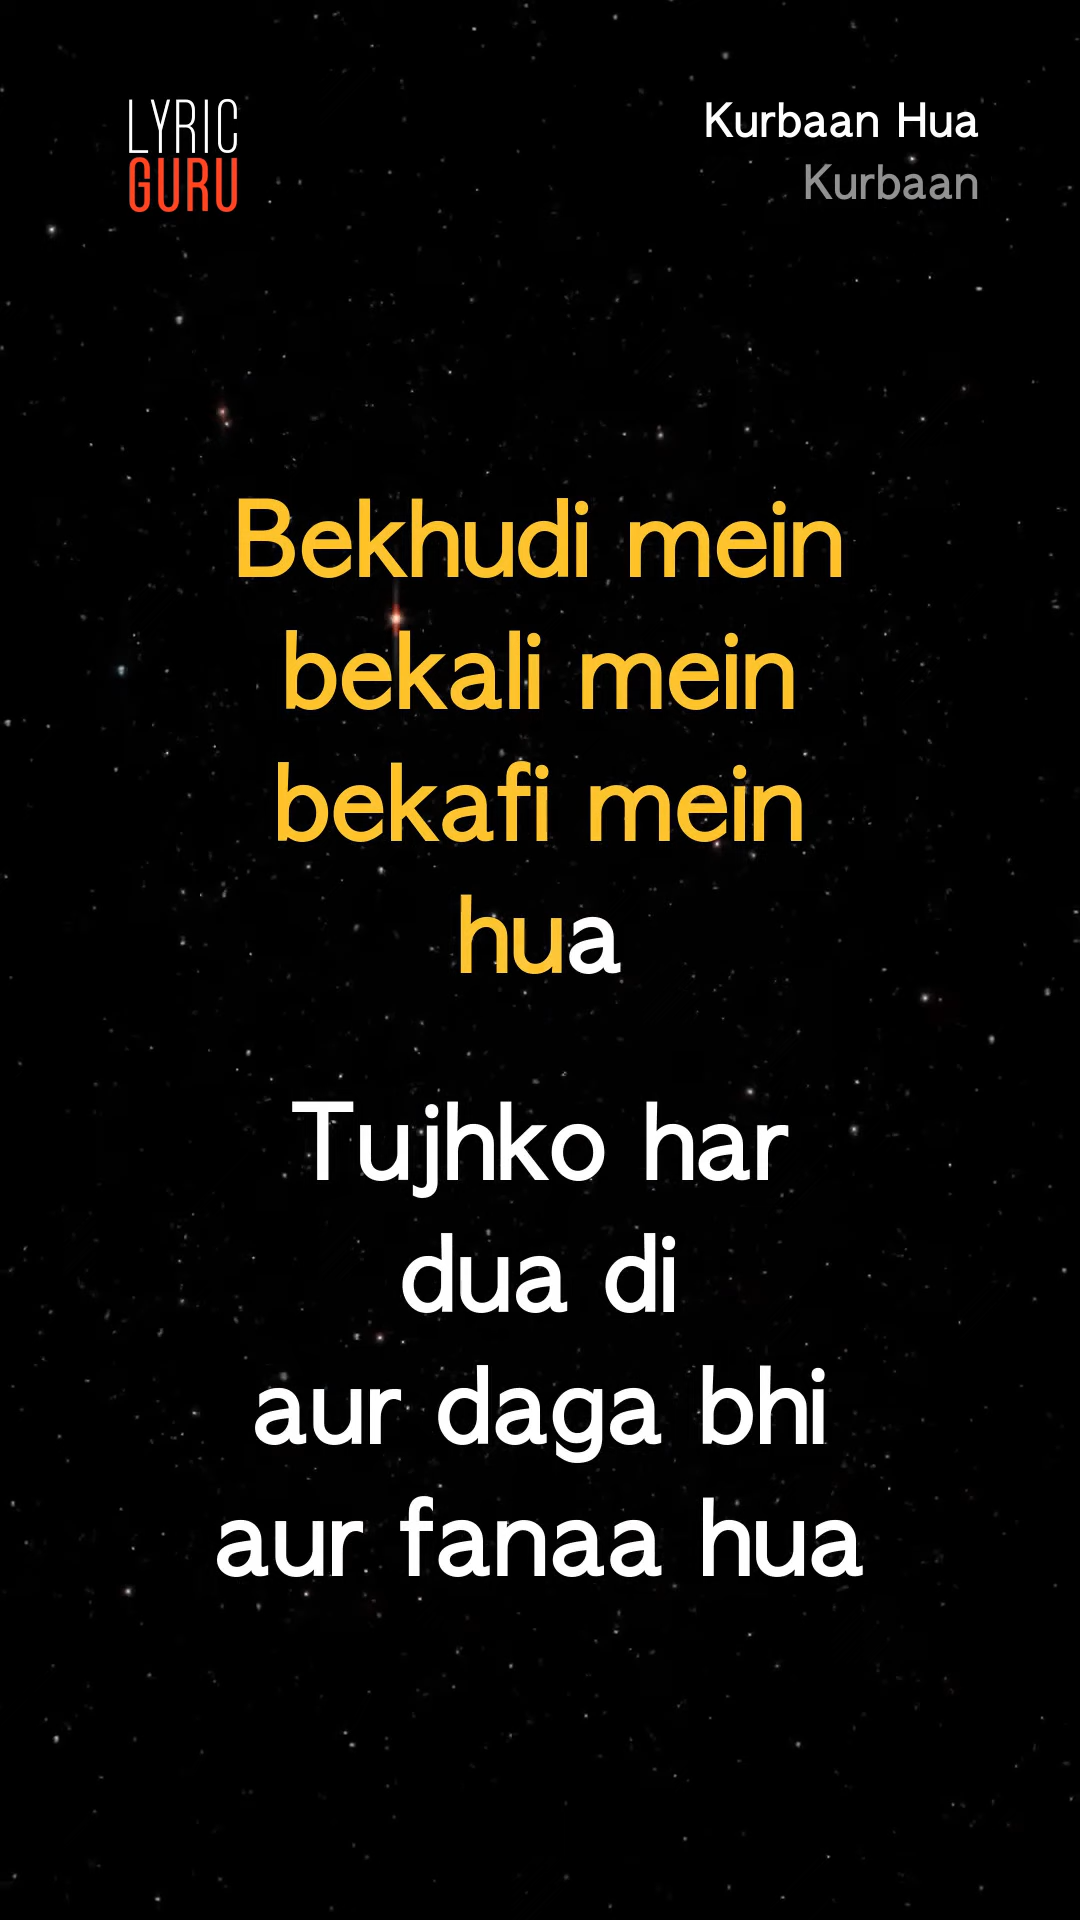 LYRIC
GURU
Kurbaan Hua
Kurbaan
Bekhudi mein
bekali mein
bekafi mein
hua
Tujhko har
dua di
aur daga bhi
aur fanaa hua